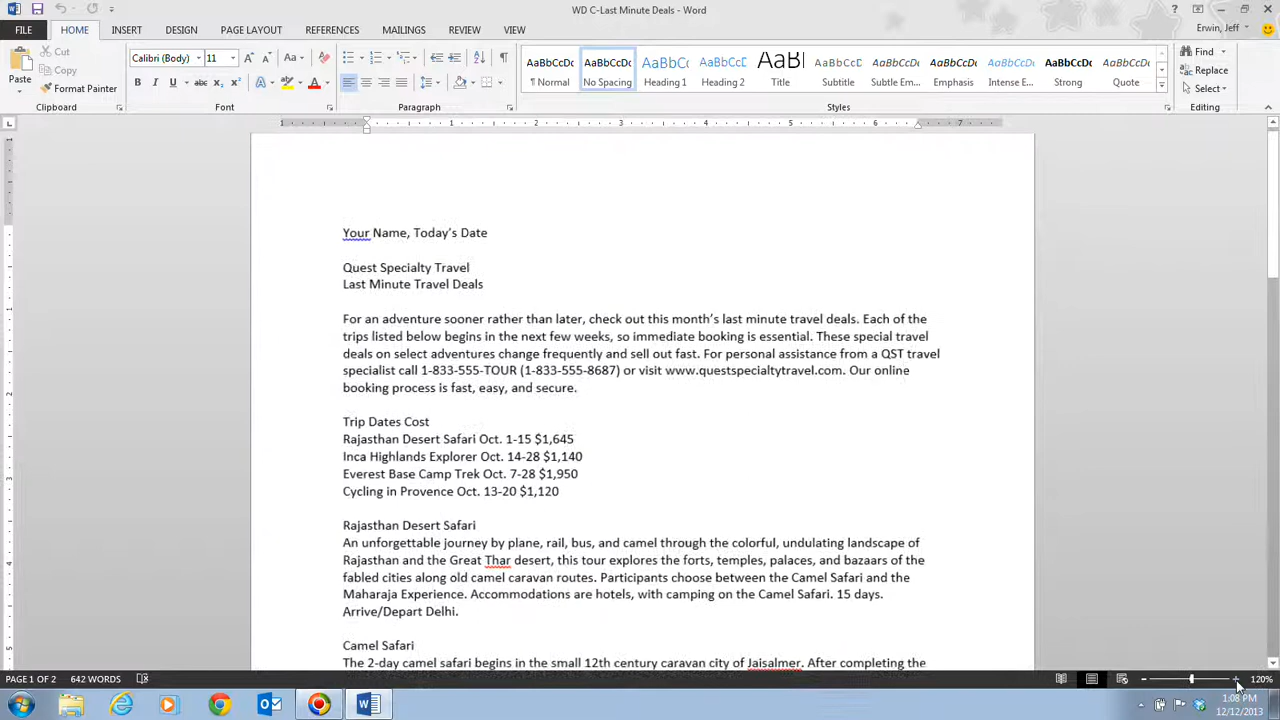 WD C-Last Minute Deals - Word
FILE HOME INSERT DESIGN PAGE LAYOUT REFERENCES MAILINGS REVIEW VIEW Erwin, Jeff
Paste
Cut
Copy
Format Painter
Calibri (Body) 11
AaBbCcDc AaBbCcDc AaBbCc AaBbCc AaB AaBbCcD AaBbCcD AaBbCcD AaBbCcD AaBbCcDc AaBbCcD
¶ Normal No Spacing Heading 1 Heading 2 Title Subtitle Subtle Em... Emphasis Intense E... Strong Quote
Find
Replace
Select
Clipboard Font Paragraph Styles Editing
1 1 2 3 4 5 6 7
Your Name, Today's Date
Quest Specialty Travel
Last Minute Travel Deals
For an adventure sooner rather than later, check out this month's last minute travel deals. Each of the
trips listed below begins in the next few weeks, so immediate booking is essential. These special travel
deals on select adventures change frequently and sell out fast. For personal assistance from a QST travel
specialist call 1-833-555-TOUR (1-833-555-8687) or visit www.questspecialtytravel.com. Our online
booking process is fast, easy, and secure.
Trip Dates Cost
Rajasthan Desert Safari Oct. 1-15 $1,645
Inca Highlands Explorer Oct. 14-28 $1,140
Everest Base Camp Trek Oct. 7-28 $1,950
Cycling in Provence Oct. 13-20 $1,120
Rajasthan Desert Safari
An unforgettable journey by plane, rail, bus, and camel through the colorful, undulating landscape of
Rajasthan and the Great Thar desert, this tour explores the forts, temples, palaces, and bazaars of the
fabled cities along old camel caravan routes. Participants choose between the Camel Safari and the
Maharaja Experience. Accommodations are hotels, with camping on the Camel Safari. 15 days.
Arrive/Depart Delhi.
Camel Safari
The 2-day camel safari begins in the small 12th century caravan city of Jaisalmer. After completing the
PAGE 1 OF 2 642 WORDS 120%
1:08 PM
12/12/2013